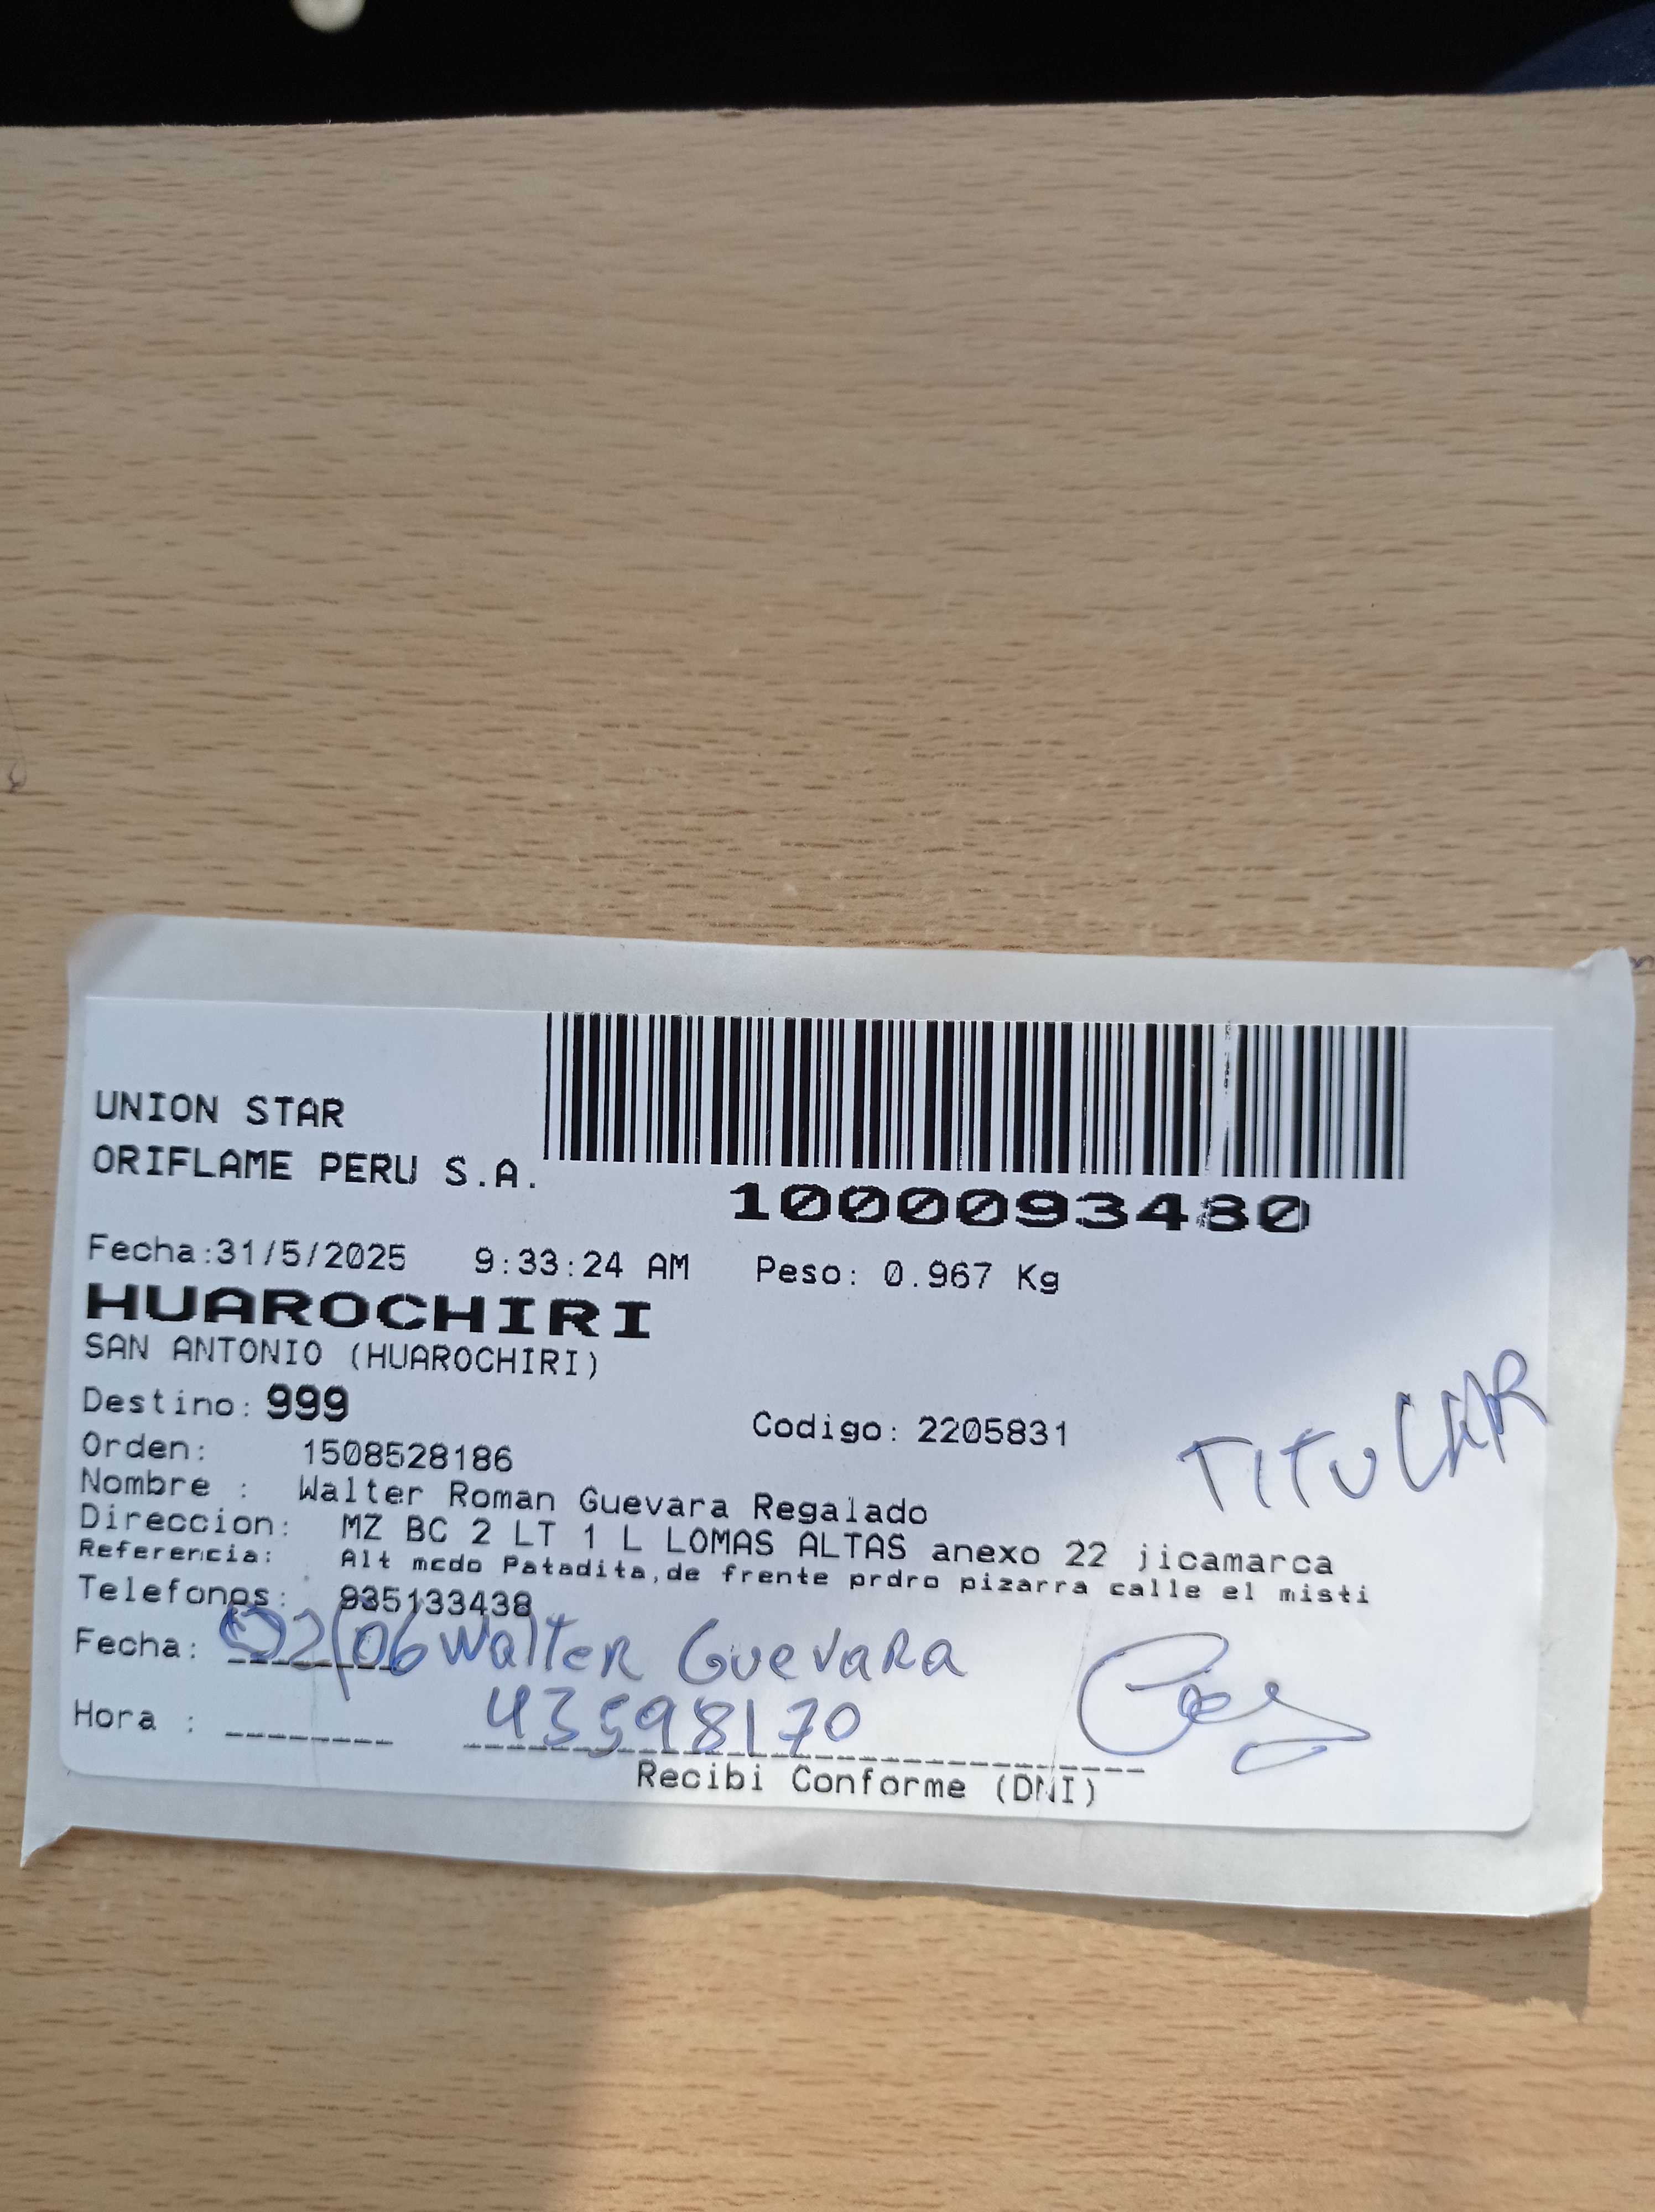 UNION STAR
ORIFLAME PERU S.A.
1000093480
Fecha:31/5/2025 9:33:24 AM Peso: 0.967 Kg
HUAROCHIRI
SAN ANTONIO (HUAROCHIRI)
Destino: 999
Codigo: 2205831
TITULAR
Orden: 1508528186
Nombre : Walter Roman Guevara Regalado
Direccion: MZ BC 2 LT 1 L LOMAS ALTAS anexo 22 jicamarca
Referencia: Alt mcdo Patadita,de frente prdro pizarra calle el misti
Telefonos: 935133438
Fecha: 02/06 Walter Guevara
Hora : 43598170
Recibi Conforme (DNI)